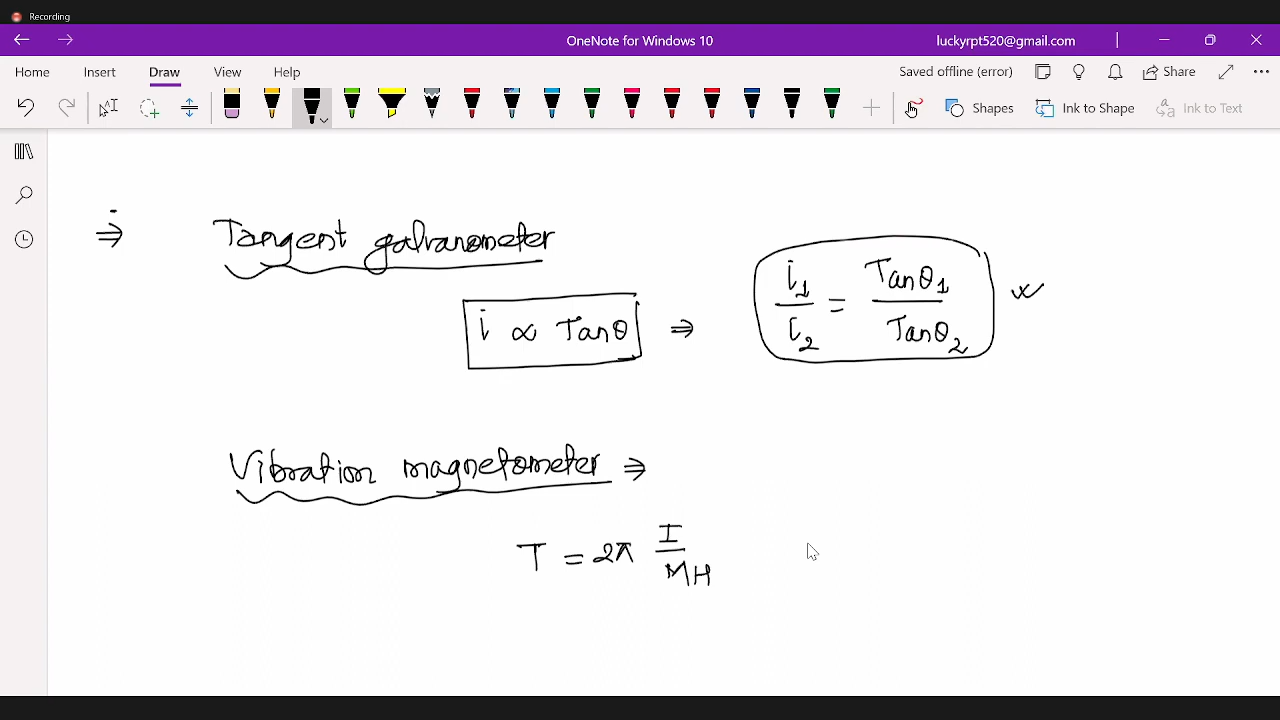 Recording
OneNote for Windows 10
luckyrpt520@gmail.com
Home Insert Draw View Help
Saved offline (error)
Share
Shapes
Ink to Shape
Ink to Text
⇒ Tangent galvanometer
i ∝ Tanθ ⇒ i1/i2 = Tanθ1/Tanθ2
Vibration magnetometer ⇒
T = 2π I/MH